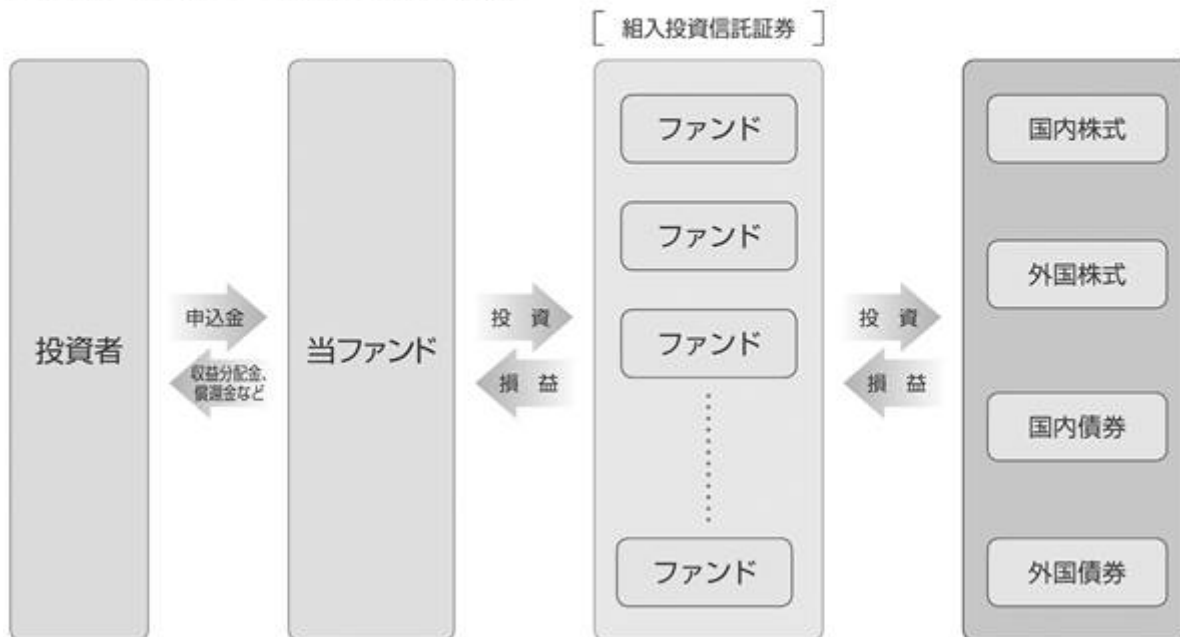 組入投資信託証券
投資者
申込金
収益分配金、
償還金など
当ファンド
投 資
損 益
ファンド
ファンド
ファンド
ファンド
投 資
損 益
国内株式
外国株式
国内債券
外国債券